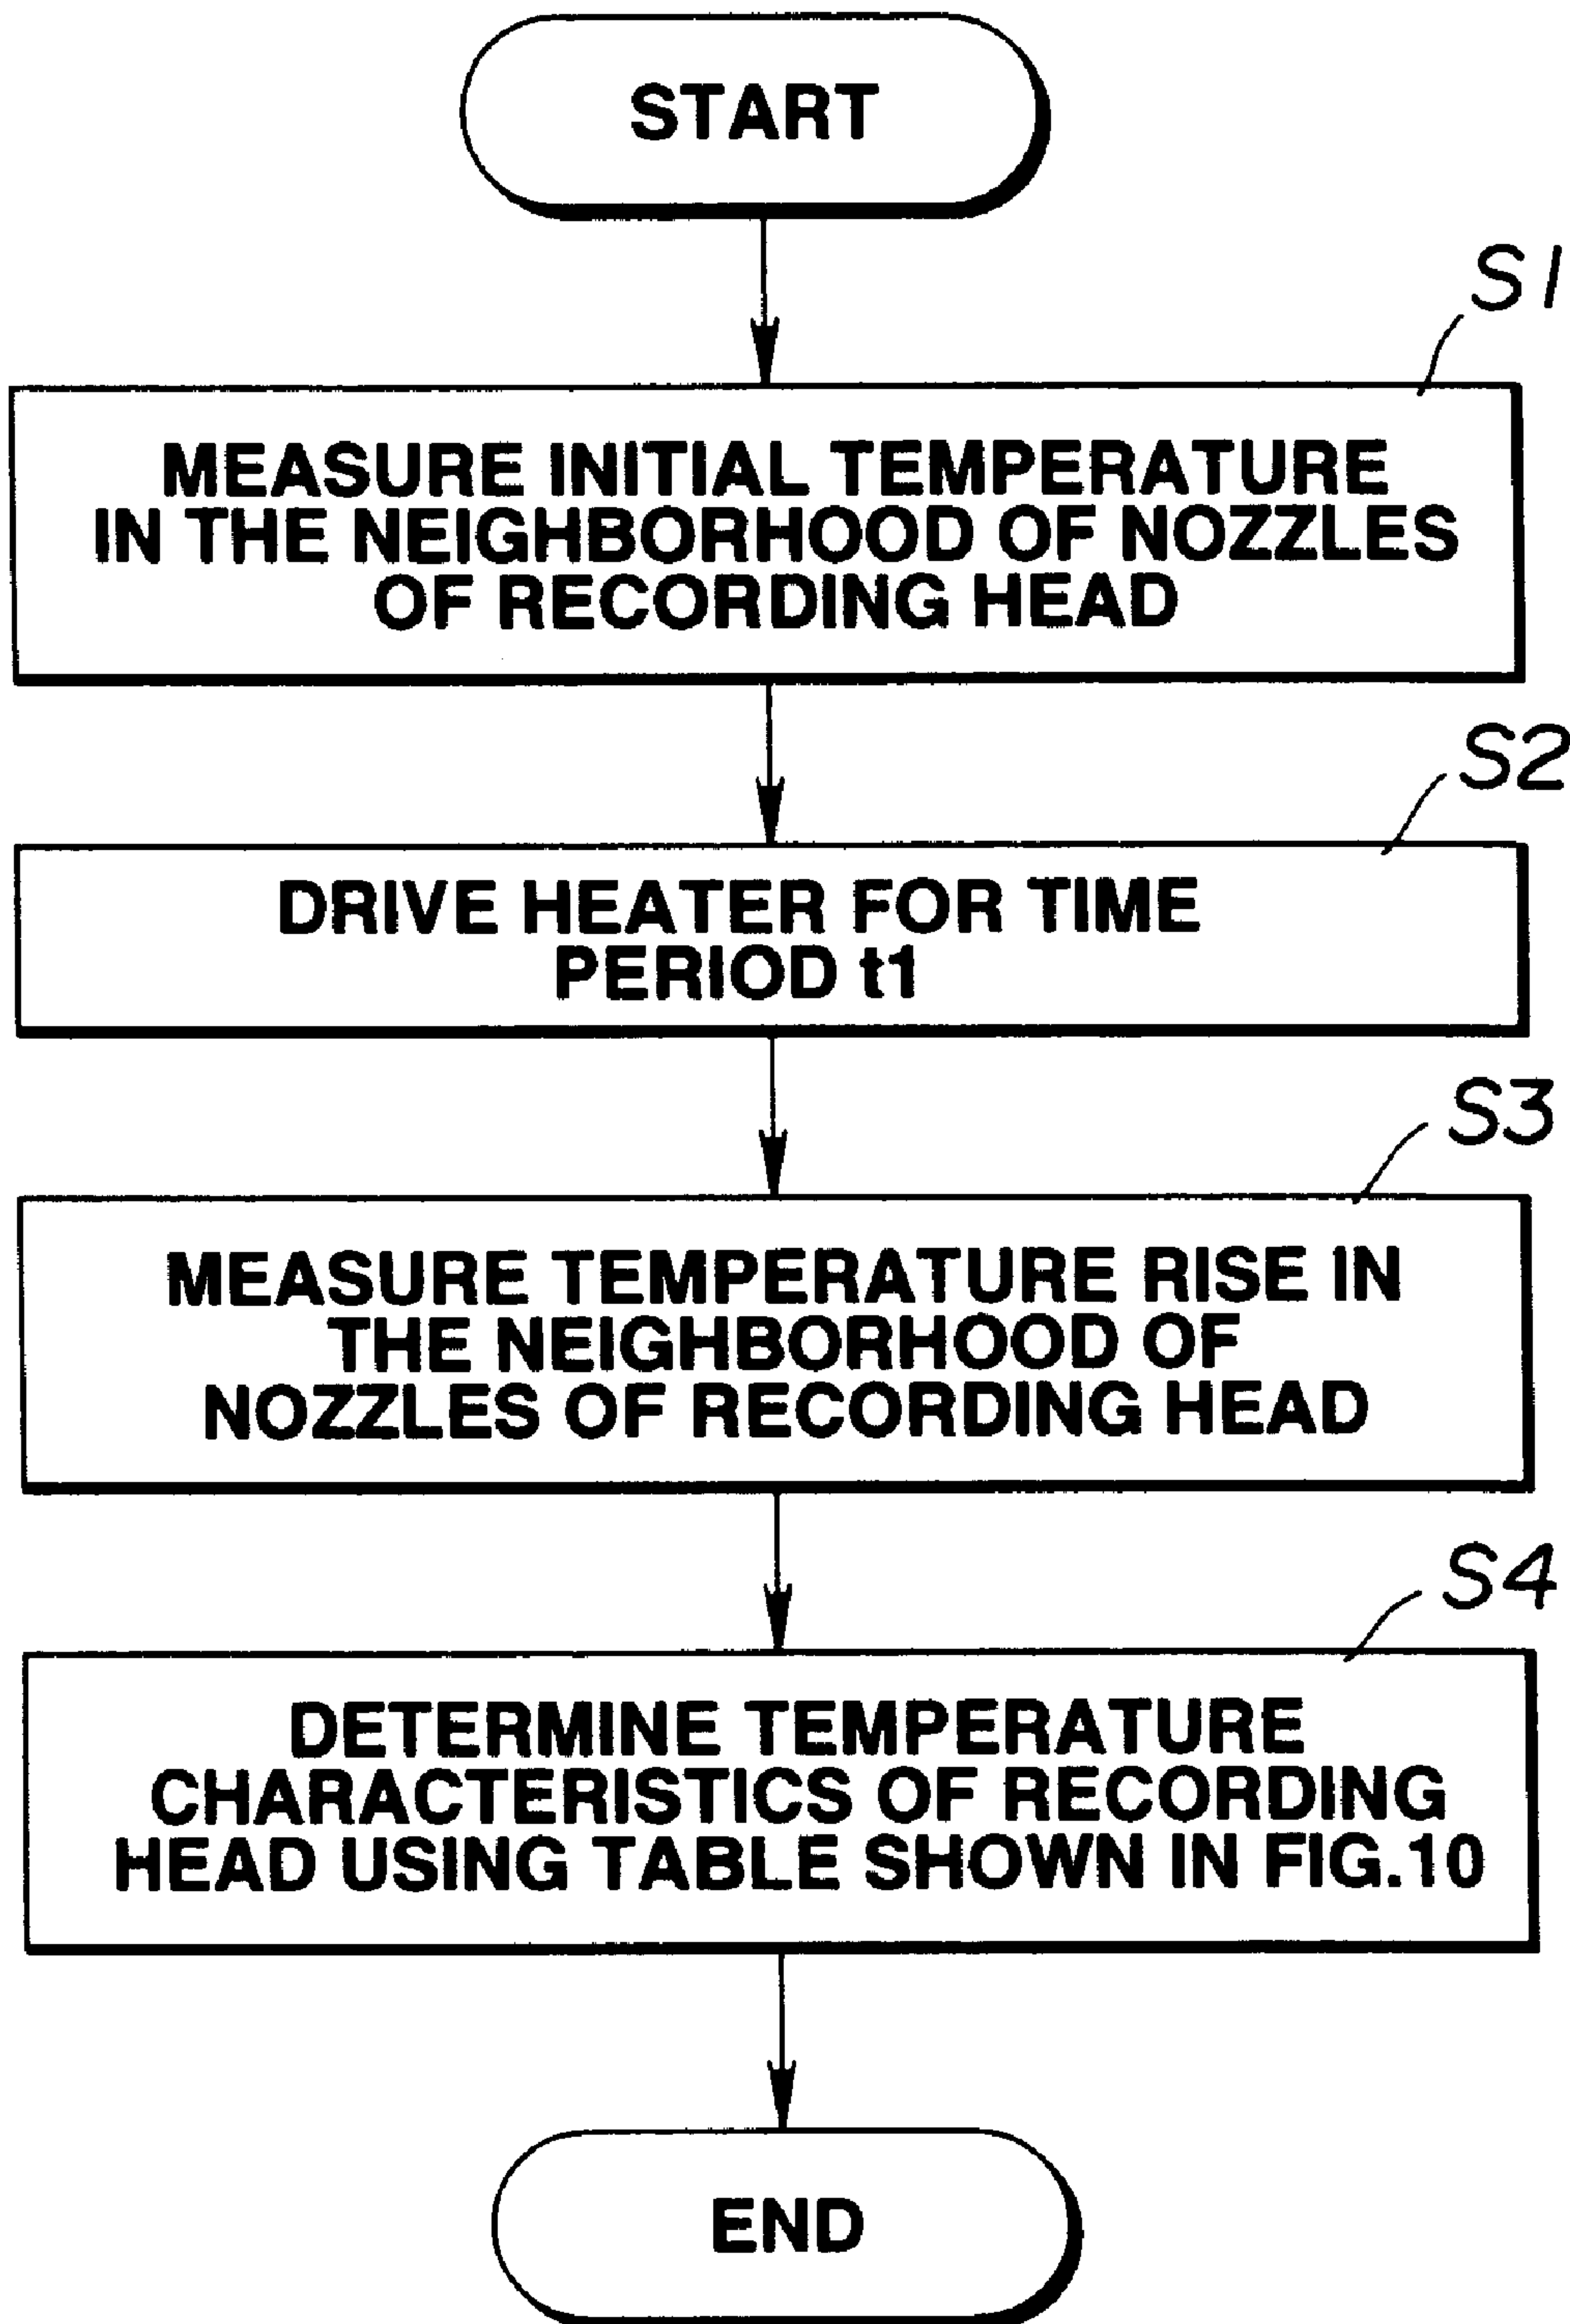 START
S1
MEASURE INITIAL TEMPERATURE
IN THE NEIGHBORHOOD OF NOZZLES
OF RECORDING HEAD
S2
DRIVE HEATER FOR TIME
PERIOD t1
S3
MEASURE TEMPERATURE RISE IN
THE NEIGHBORHOOD OF
NOZZLES OF RECORDING HEAD
S4
DETERMINE TEMPERATURE
CHARACTERISTICS OF RECORDING
HEAD USING TABLE SHOWN IN FIG.10
END